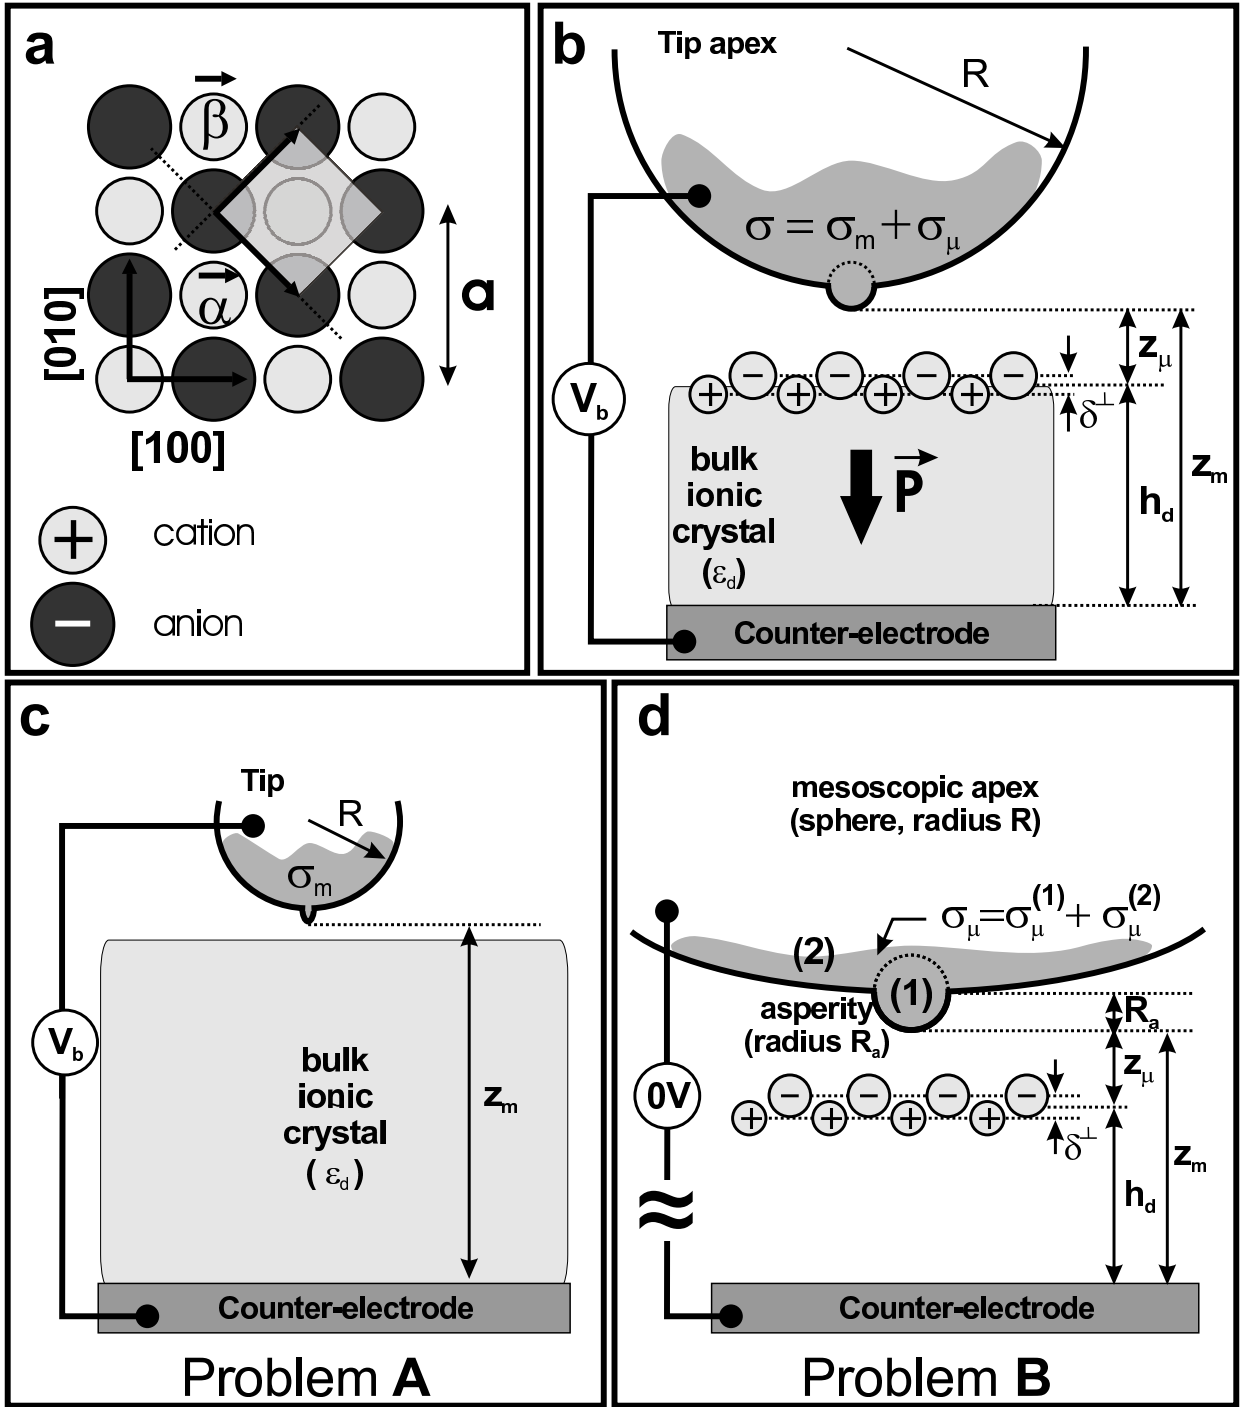 a
β
α
a
[010]
[100]
+ cation
− anion
b
Tip apex
R
σ = σm + σμ
Vb
− − − −
+ + + +
δ⊥
zμ
hd
zm
bulk
ionic
crystal
(εd)
P
Counter-electrode
c
Tip
R
σm
Vb
bulk
ionic
crystal
( εd )
zm
Counter-electrode
Problem A
d
mesoscopic apex
(sphere, radius R)
σμ=σμ(1)+ σμ(2)
(2)
(1)
asperity
(radius Ra)
Ra
zμ
0V
− − − −
+ + + +
δ⊥
hd
zm
≈
Counter-electrode
Problem B